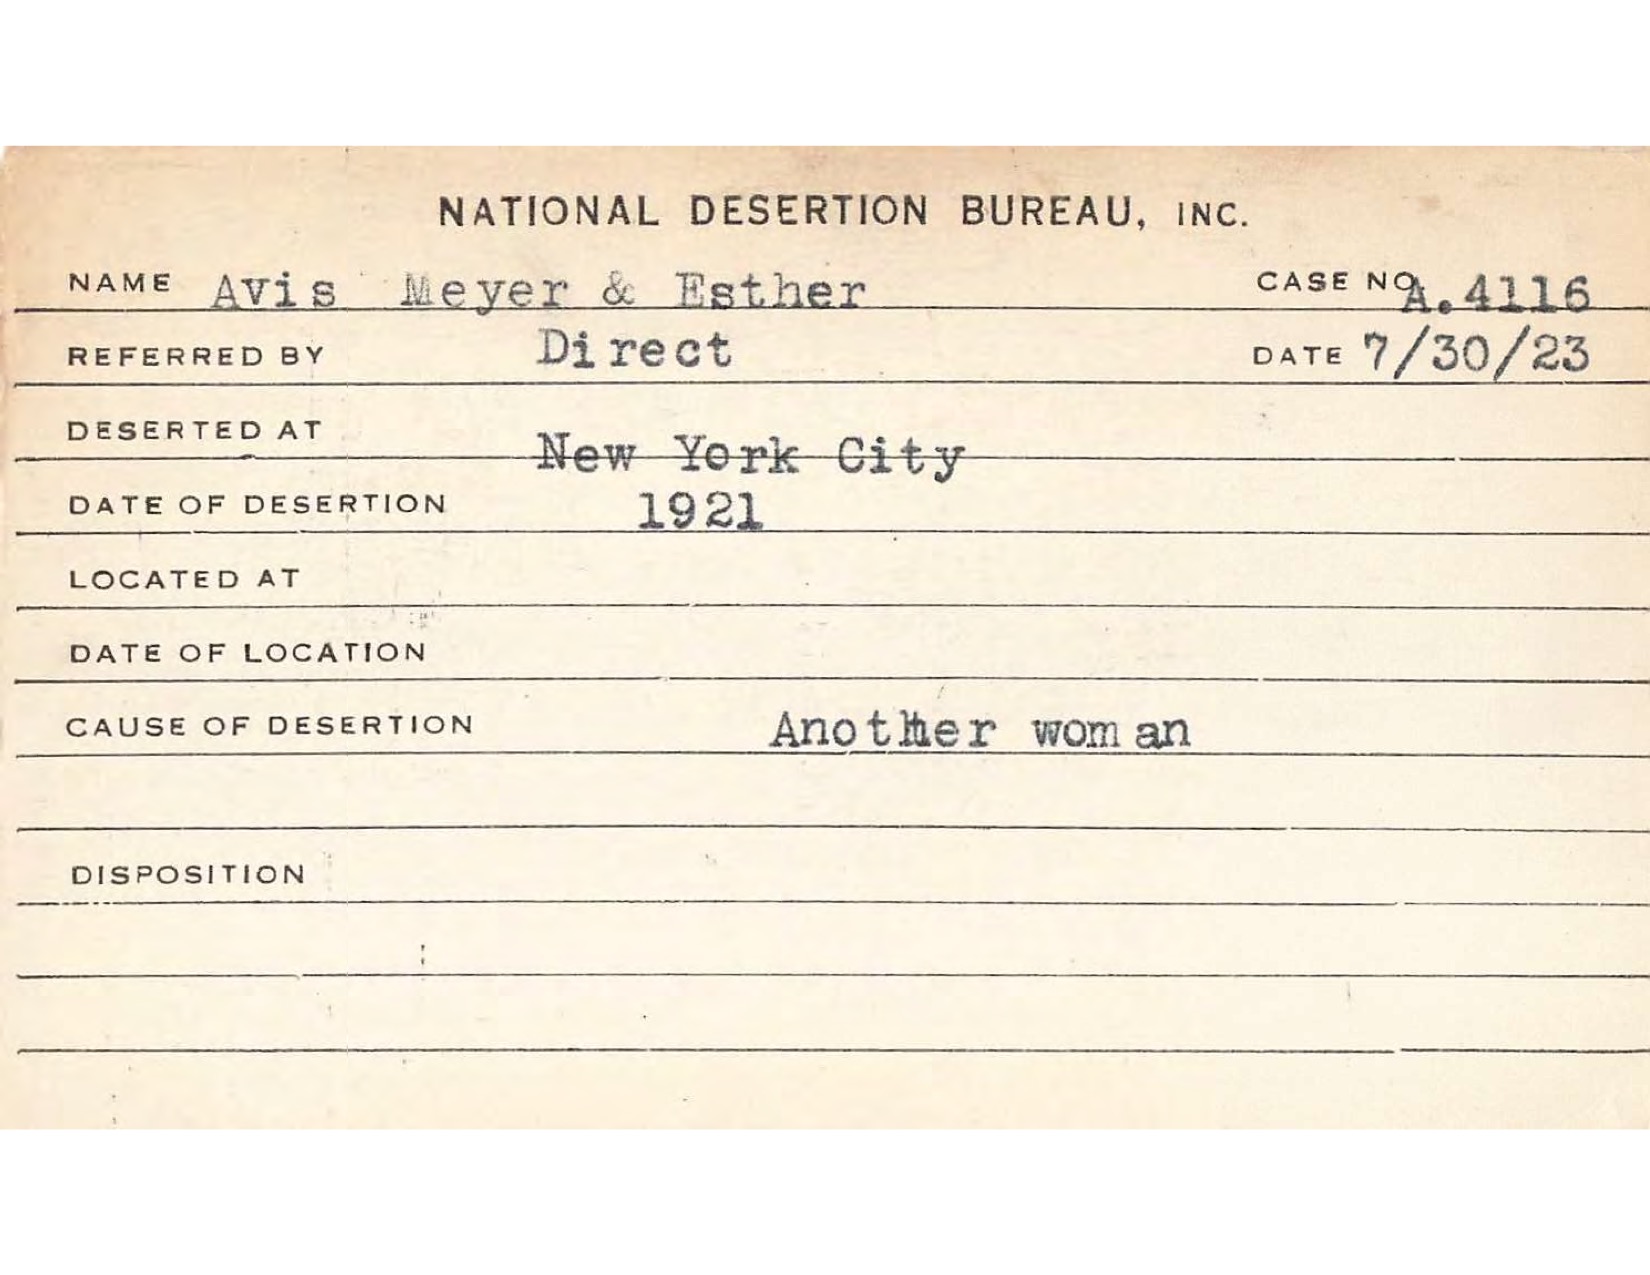 NATIONAL DESERTION BUREAU, INC.
NAME Avis Meyer & Esther CASE NO. A.4116
REFERRED BY Direct DATE 7/30/23
DESERTED AT New York City
DATE OF DESERTION 1921
LOCATED AT
DATE OF LOCATION
CAUSE OF DESERTION Another woman
DISPOSITION